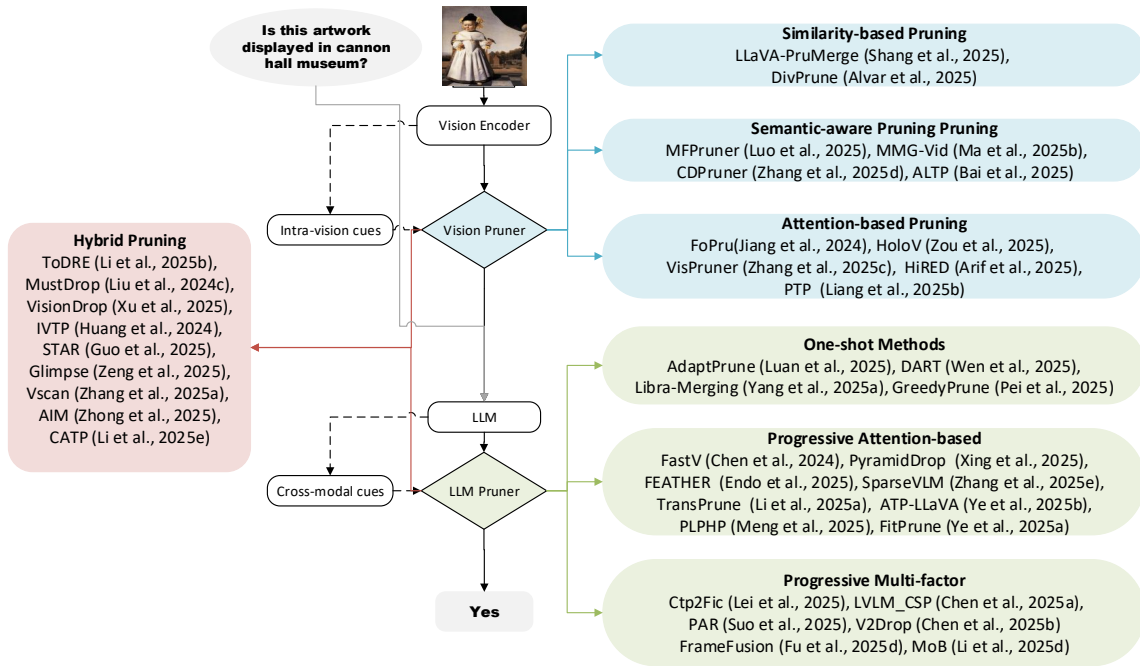 Is this artwork
displayed in cannon
hall museum?
Vision Encoder
Intra-vision cues
Vision Pruner
LLM
Cross-modal cues
LLM Pruner
Yes
Hybrid Pruning
ToDRE (Li et al., 2025b),
MustDrop (Liu et al., 2024c),
VisionDrop (Xu et al., 2025),
IVTP (Huang et al., 2024)
STAR (Guo et al., 2025),
Glimpse (Zeng et al., 2025),
Vscan (Zhang et al., 2025a),
AIM (Zhong et al., 2025),
CATP (Li et al., 2025e)
Similarity-based Pruning
LLaVA-PruMerge (Shang et al., 2025),
DivPrune (Alvar et al., 2025)
Semantic-aware Pruning Pruning
MFPruner (Luo et al., 2025), MMG-Vid (Ma et al., 2025b),
CDPruner (Zhang et al., 2025d), ALTP (Bai et al., 2025)
Attention-based Pruning
FoPru(Jiang et al., 2024), HoloV (Zou et al., 2025),
VisPruner (Zhang et al., 2025c), HiRED (Arif et al., 2025),
PTP (Liang et al., 2025b)
One-shot Methods
AdaptPrune (Luan et al., 2025), DART (Wen et al., 2025),
Libra-Merging (Yang et al., 2025a), GreedyPrune (Pei et al., 2025)
Progressive Attention-based
FastV (Chen et al., 2024), PyramidDrop (Xing et al., 2025),
FEATHER (Endo et al., 2025), SparseVLM (Zhang et al., 2025e),
TransPrune (Li et al., 2025a), ATP-LLaVA (Ye et al., 2025b),
PLPHP (Meng et al., 2025), FitPrune (Ye et al., 2025a)
Progressive Multi-factor
Ctp2Fic (Lei et al., 2025), LVLM_CSP (Chen et al., 2025a),
PAR (Suo et al., 2025), V2Drop (Chen et al., 2025b)
FrameFusion (Fu et al., 2025d), MoB (Li et al., 2025d)